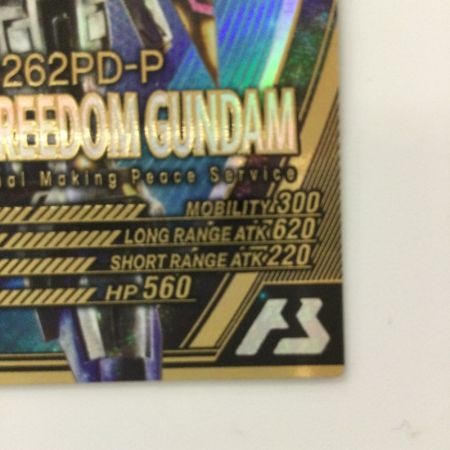 262PD-P
REEDOM GUNDAM
al Making Peace Service
MOBILITY 300
LONG RANGE ATK 620
SHORT RANGE ATK 220
HP 560